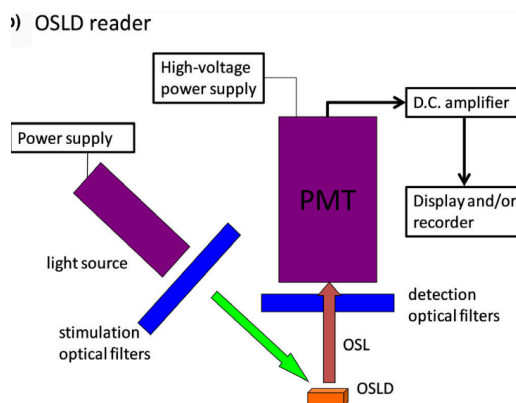 ) OSLD reader
High-voltage
power supply
D.C. amplifier
Power supply
PMT
Display and/or
recorder
light source
detection
optical filters
stimulation
optical filters
OSL
OSLD